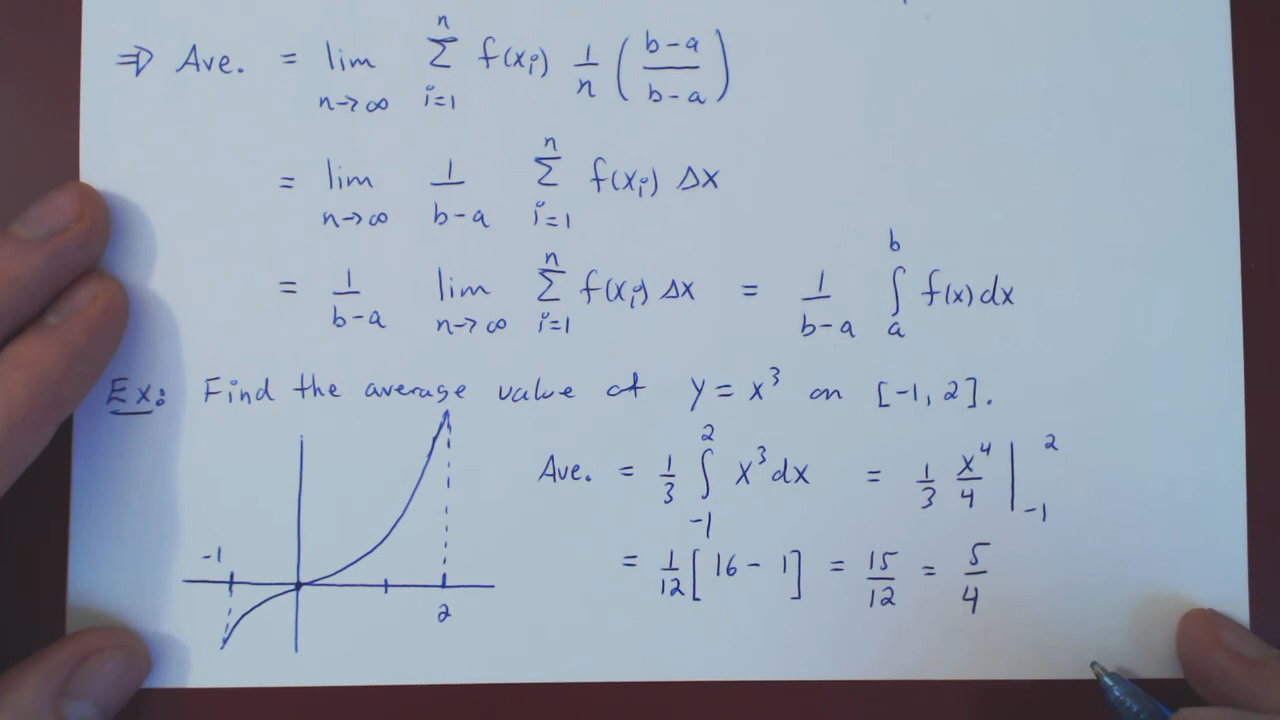 ⇒ Ave. = lim n→∞ Σ i=1 n f(xᵢ) 1/n ( b-a / b-a )
= lim n→∞ 1/b-a Σ i=1 n f(xᵢ) Δx
= 1/b-a lim n→∞ Σ i=1 n f(xᵢ) Δx = 1/b-a ∫ a b f(x) dx
Ex: Find the average value of y = x³ on [-1, 2].
Ave. = 1/3 ∫ -1 2 x³ dx = 1/3 x⁴/4 | -1 2
= 1/12 [ 16 - 1 ] = 15/12 = 5/4
-1
2